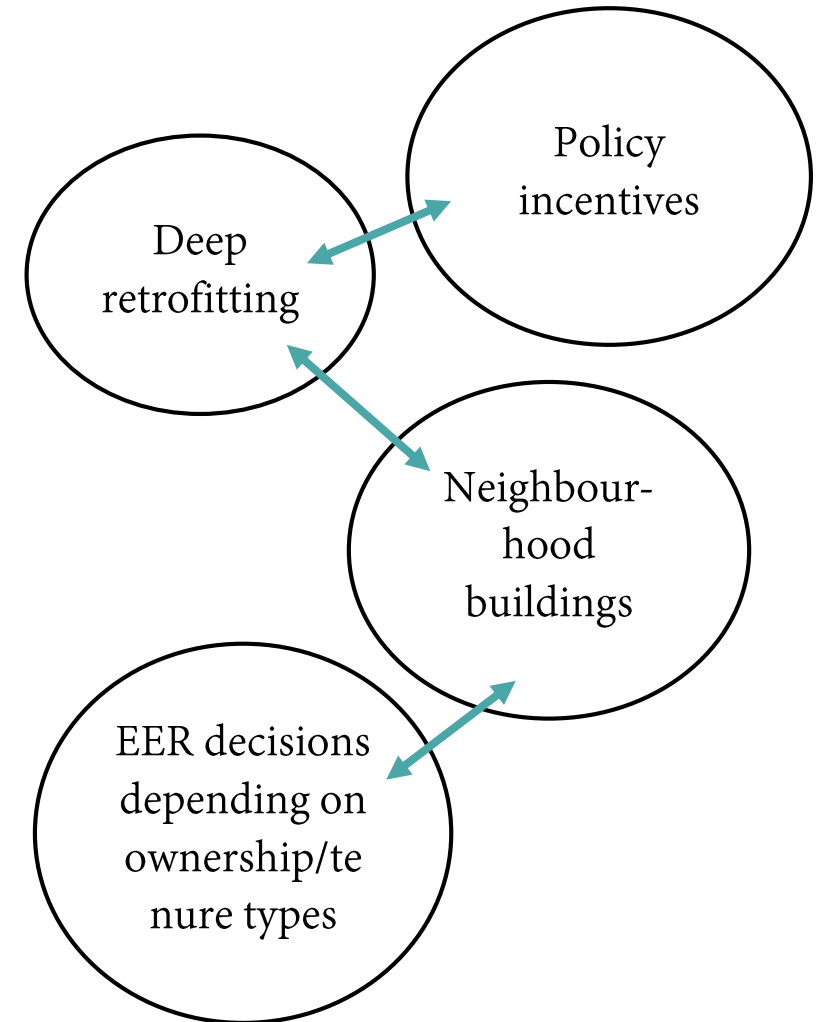 Policy
incentives
Deep
retrofitting
Neighbour-
hood
buildings
EER decisions
depending on
ownership/te
nure types